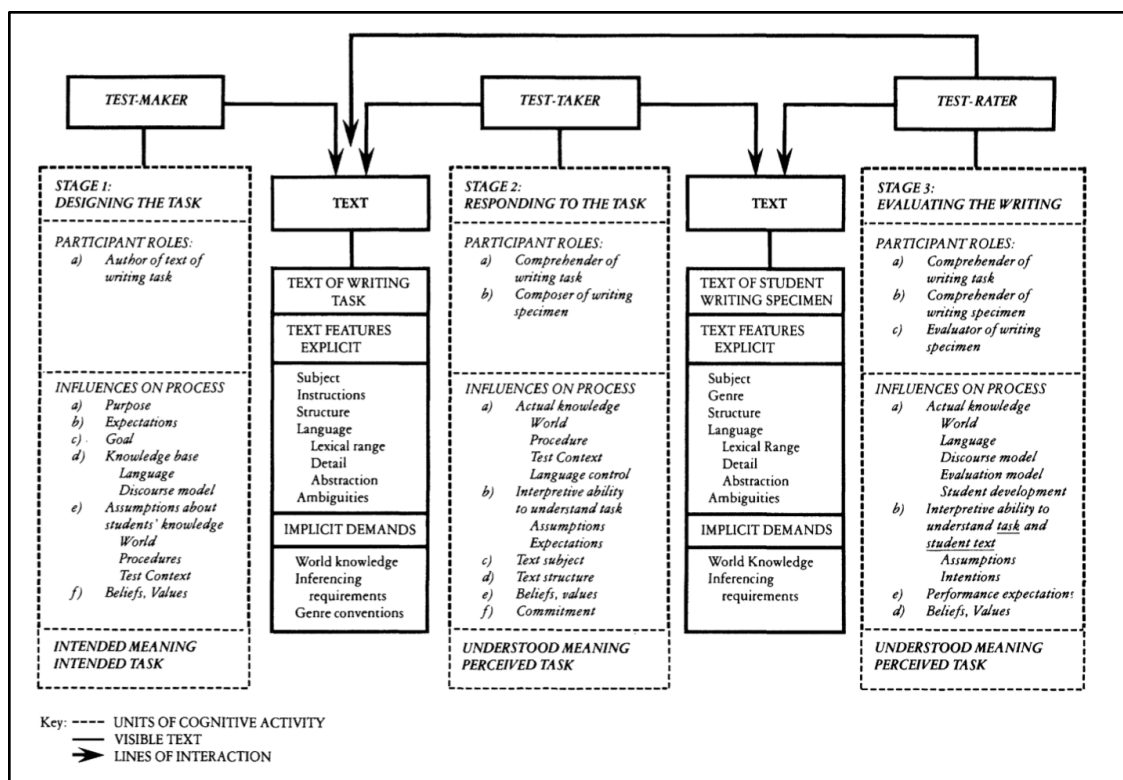 TEST-MAKER
TEST-TAKER
TEST-RATER
STAGE 1:
DESIGNING THE TASK
PARTICIPANT ROLES:
a) Author of text of
writing task
INFLUENCES ON PROCESS
a) Purpose
b) Expectations
c) Goal
d) Knowledge base
Language
Discourse model
e) Assumptions about
students' knowledge
World
Procedures
Test Context
f) Beliefs, Values
INTENDED MEANING
INTENDED TASK
TEXT
TEXT OF WRITING
TASK
TEXT FEATURES
EXPLICIT
Subject
Instructions
Structure
Language
Lexical range
Detail
Abstraction
Ambiguities
IMPLICIT DEMANDS
World knowledge
Inferencing
requirements
Genre conventions
STAGE 2:
RESPONDING TO THE TASK
PARTICIPANT ROLES:
a) Comprehender of
writing task
b) Composer of writing
specimen
INFLUENCES ON PROCESS
a) Actual knowledge
World
Procedure
Test Context
Language control
b) Interpretive ability
to understand task
Assumptions
Expectations
c) Text subject
d) Text structure
e) Beliefs, values
f) Commitment
UNDERSTOOD MEANING
PERCEIVED TASK
TEXT
TEXT OF STUDENT
WRITING SPECIMEN
TEXT FEATURES
EXPLICIT
Subject
Genre
Structure
Language
Lexical Range
Detail
Abstraction
Ambiguities
IMPLICIT DEMANDS
World Knowledge
Inferencing
requirements
STAGE 3:
EVALUATING THE WRITING
PARTICIPANT ROLES:
a) Comprehender of
writing task
b) Comprehender of
writing specimen
c) Evaluator of writing
specimen
INFLUENCES ON PROCESS
a) Actual knowledge
World
Language
Discourse model
Evaluation model
Student development
b) Interpretive ability to
understand task and
student text
Assumptions
Intentions
e) Performance expectations
d) Beliefs, Values
UNDERSTOOD MEANING
PERCEIVED TASK
Key: ---- UNITS OF COGNITIVE ACTIVITY
VISIBLE TEXT
LINES OF INTERACTION